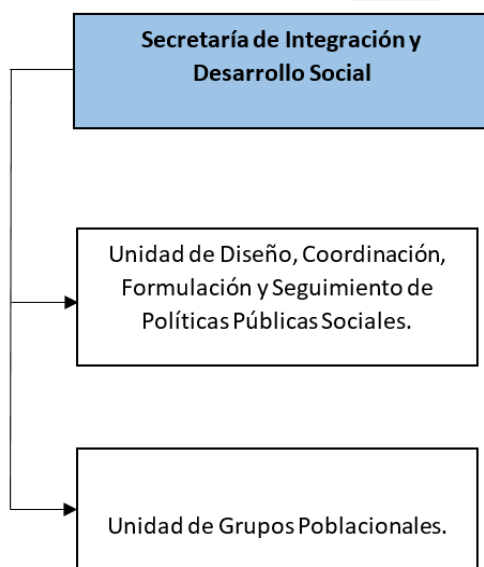 Secretaría de Integración y
Desarrollo Social
Unidad de Diseño, Coordinación,
Formulación y Seguimiento de
Políticas Públicas Sociales.
Unidad de Grupos Poblacionales.